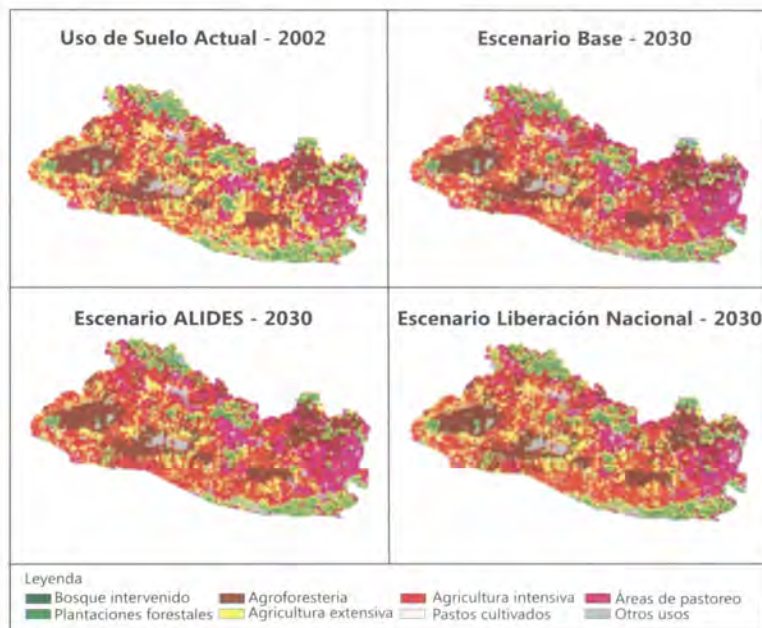 Uso de Suelo Actual - 2002
Escenario Base - 2030
Escenario ALIDES - 2030
Escenario Liberación Nacional - 2030
Leyenda
Bosque intervenido
Agroforestería
Agricultura intensiva
Áreas de pastoreo
Plantaciones forestales
Agricultura extensiva
Pastos cultivados
Otros usos